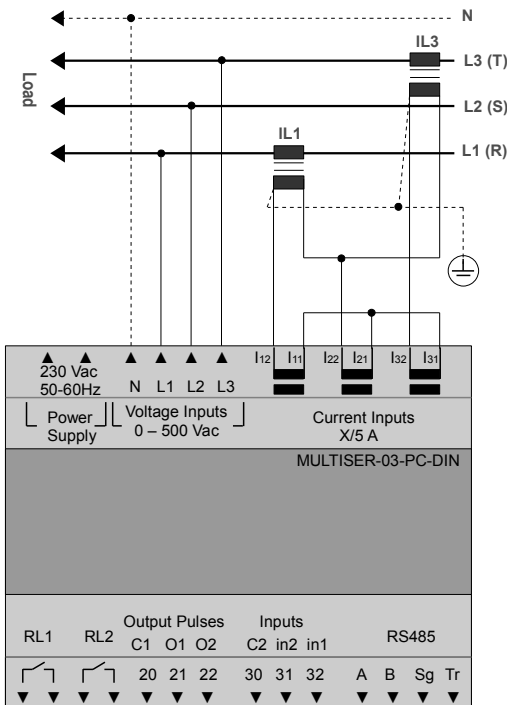 N
IL3
L3 (T)
Load
L2 (S)
IL1
L1 (R)
I12 I11 I22 I21 I32 I31
230 Vac
50-60Hz
N L1 L2 L3
Power
Supply
Voltage Inputs
0 – 500 Vac
Current Inputs
X/5 A
MULTISER-03-PC-DIN
Output Pulses Inputs
RL1 RL2 C1 O1 O2 C2 in2 in1 RS485
20 21 22 30 31 32 A B Sg Tr